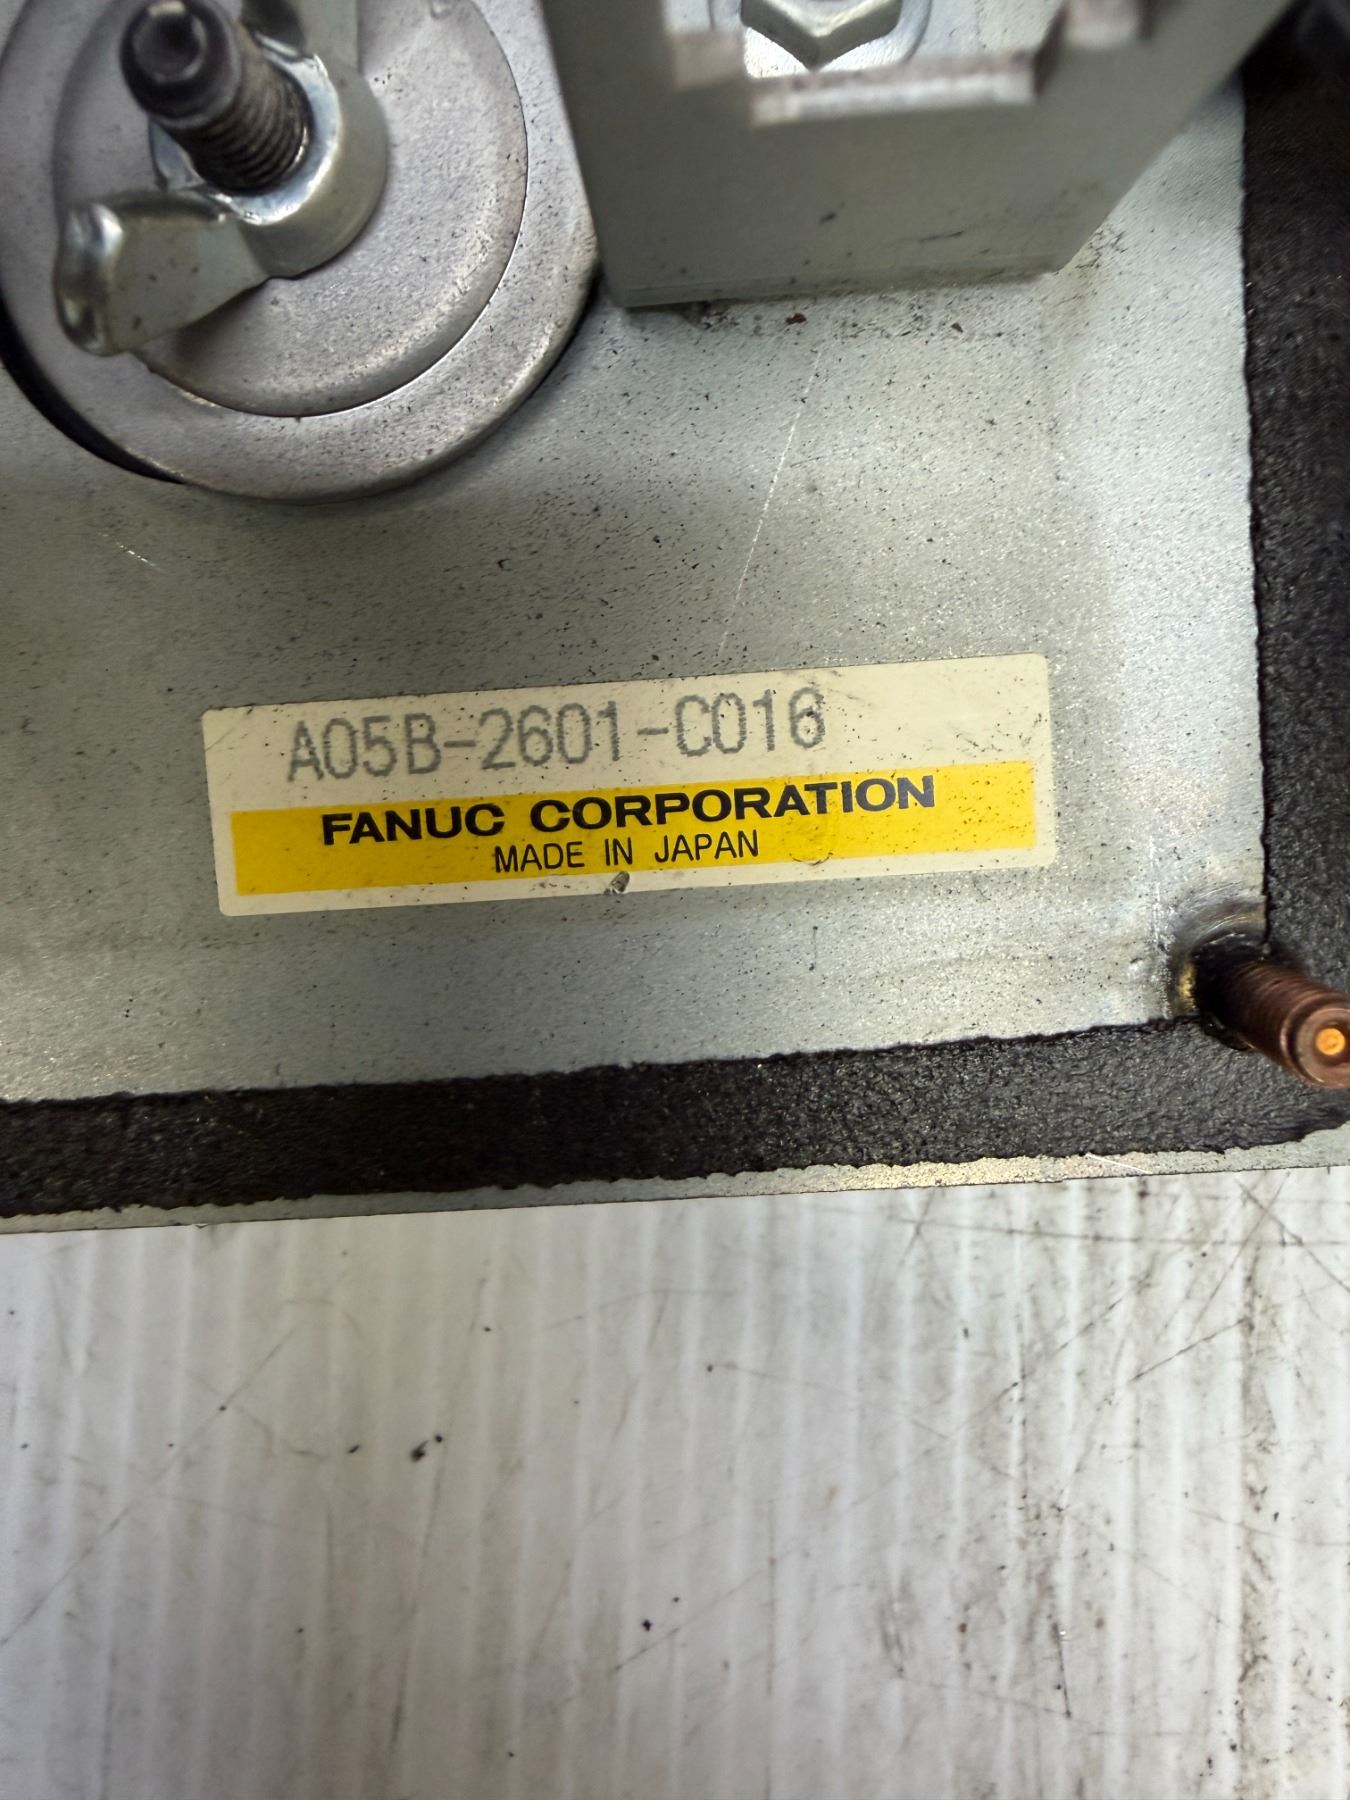 A05B-2601-C016
FANUC CORPORATION
MADE IN JAPAN